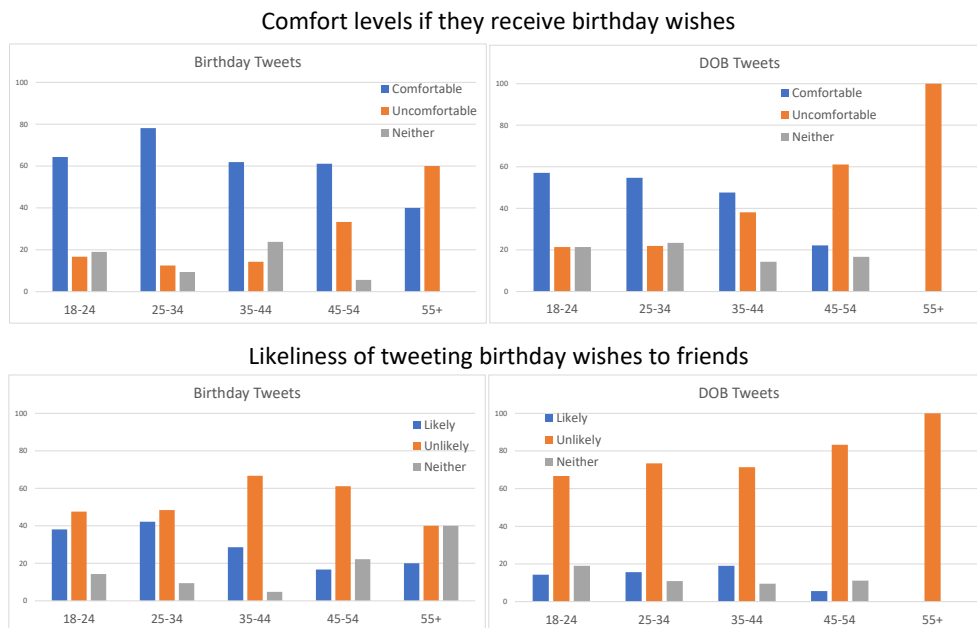 Comfort levels if they receive birthday wishes
Birthday Tweets
100
80
60
40
20
0
Comfortable
Uncomfortable
Neither
18-24 25-34 35-44 45-54 55+
DOB Tweets
100
80
60
40
20
0
Comfortable
Uncomfortable
Neither
18-24 25-34 35-44 45-54 55+
Likeliness of tweeting birthday wishes to friends
Birthday Tweets
100
80
60
40
20
0
Likely
Unlikely
Neither
18-24 25-34 35-44 45-54 55+
DOB Tweets
100
80
60
40
20
0
Likely
Unlikely
Neither
18-24 25-34 35-44 45-54 55+